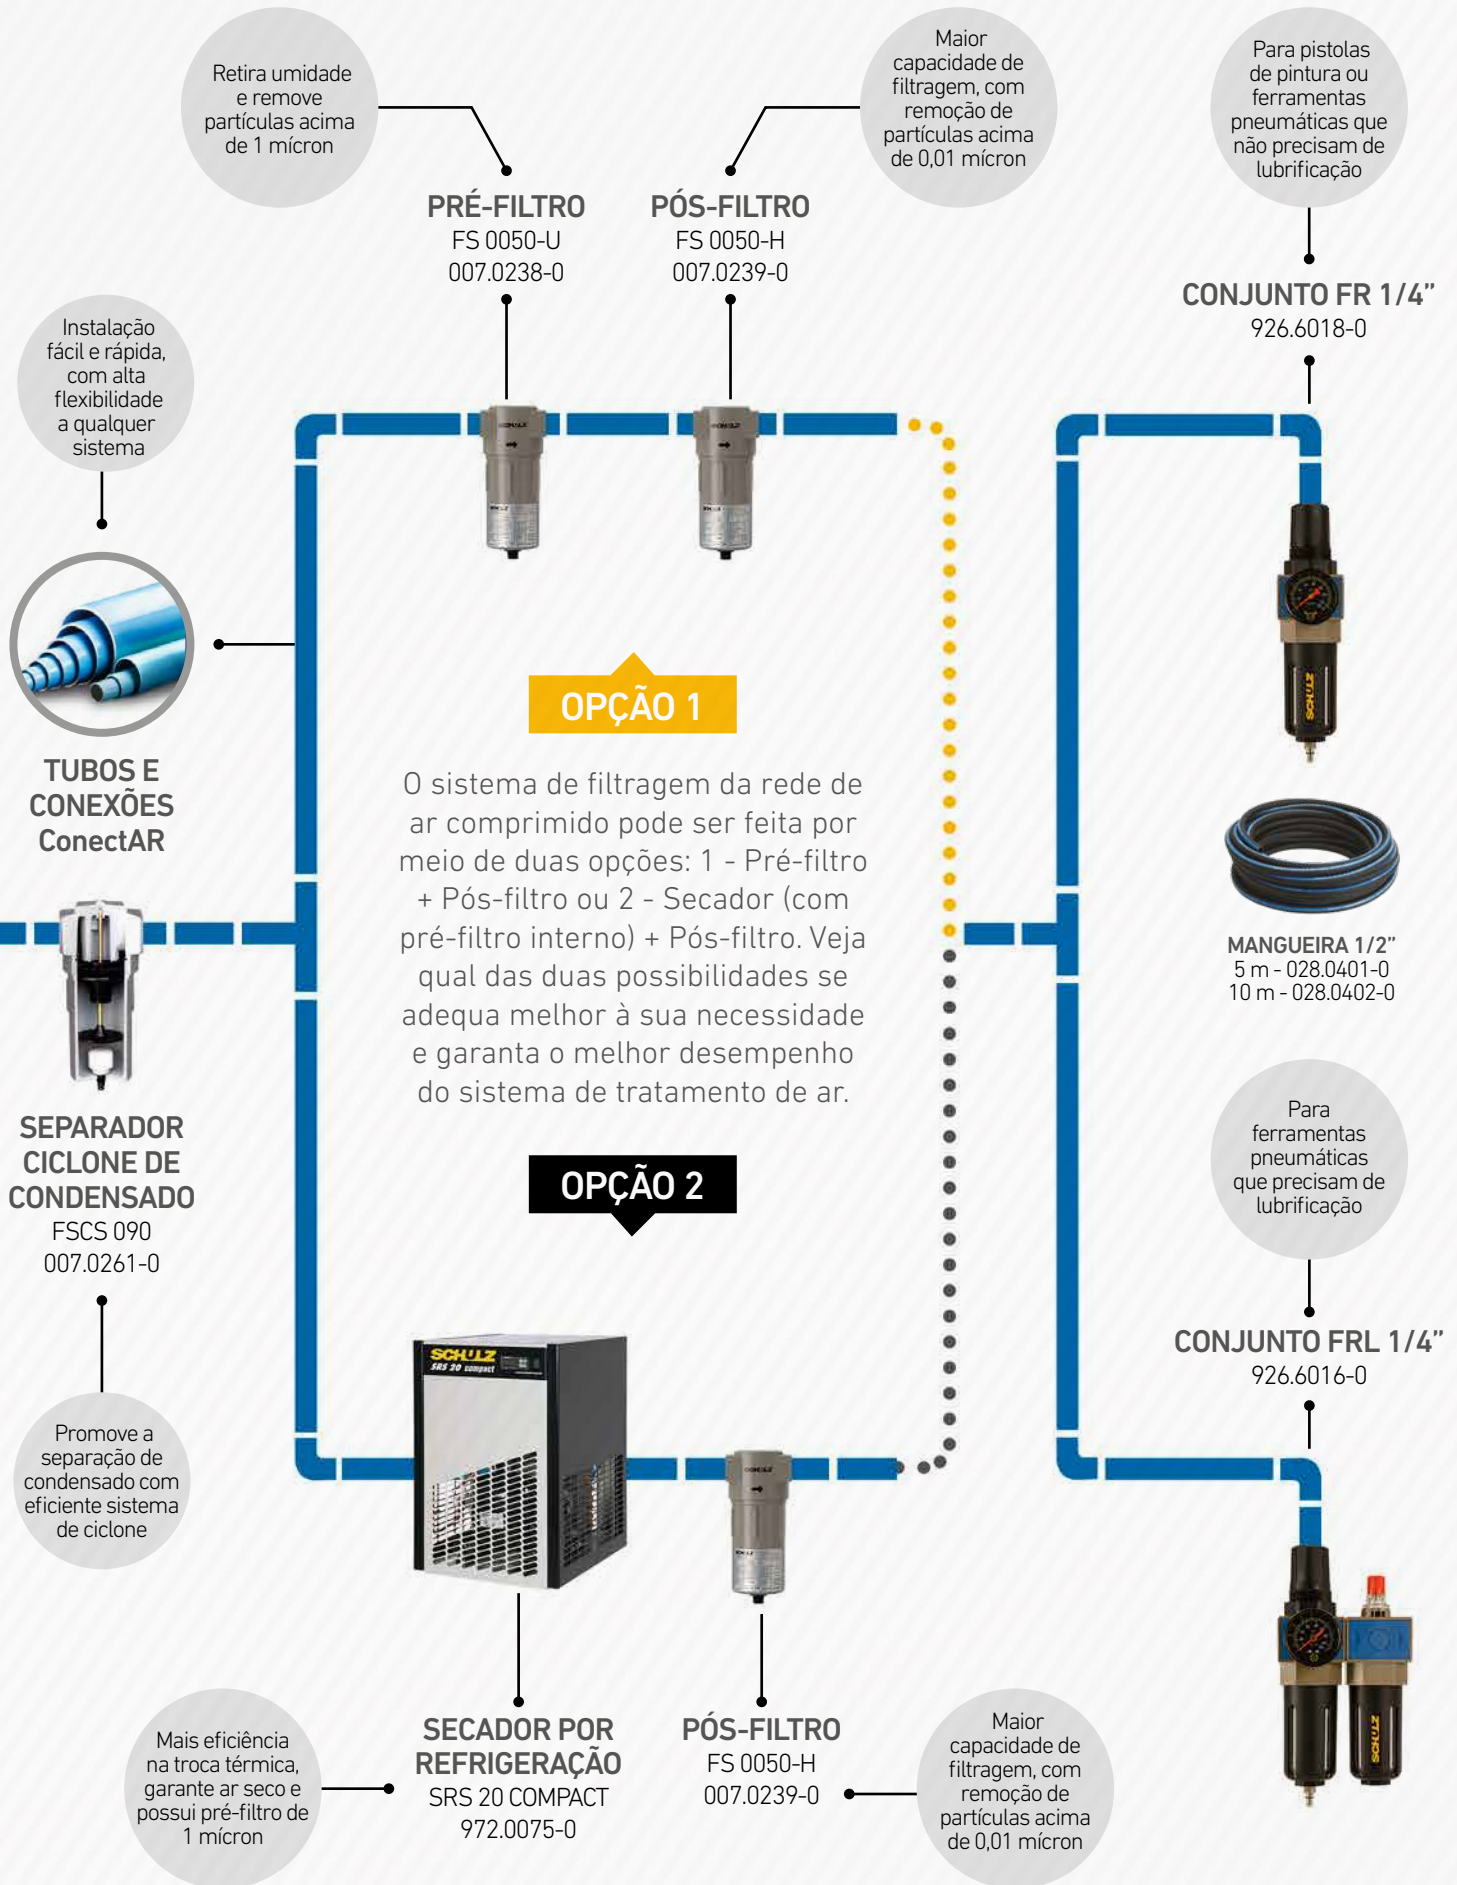 Retira umidade
e remove
partículas acima
de 1 mícron
Maior
capacidade de
filtragem, com
remoção de
partículas acima
de 0,01 mícron
Para pistolas
de pintura ou
ferramentas
pneumáticas que
não precisam de
lubrificação
PRÉ-FILTRO
FS 0050-U
007.0238-0
PÓS-FILTRO
FS 0050-H
007.0239-0
CONJUNTO FR 1/4”
926.6018-0
Instalação
fácil e rápida,
com alta
flexibilidade
a qualquer
sistema
SCHULZ
SCHULZ
SCHULZ
SCHULZ
SCHULZ
TUBOS E
CONEXÕES
ConectAR
OPÇÃO 1
O sistema de filtragem da rede de
ar comprimido pode ser feita por
meio de duas opções: 1 - Pré-filtro
+ Pós-filtro ou 2 - Secador (com
pré-filtro interno) + Pós-filtro. Veja
qual das duas possibilidades se
adequa melhor à sua necessidade
e garanta o melhor desempenho
do sistema de tratamento de ar.
OPÇÃO 2
MANGUEIRA 1/2”
5 m - 028.0401-0
10 m - 028.0402-0
SEPARADOR
CICLONE DE
CONDENSADO
FSCS 090
007.0261-0
Promove a
separação de
condensado com
eficiente sistema
de ciclone
Para
ferramentas
pneumáticas
que precisam de
lubrificação
CONJUNTO FRL 1/4”
926.6016-0
SCHULZ
SRS 20 compact
SCHULZ
SCHULZ
SCHULZ
Mais eficiência
na troca térmica,
garante ar seco e
possui pré-filtro de
1 mícron
SECADOR POR
REFRIGERAÇÃO
SRS 20 COMPACT
972.0075-0
PÓS-FILTRO
FS 0050-H
007.0239-0
Maior
capacidade de
filtragem, com
remoção de
partículas acima
de 0,01 mícron